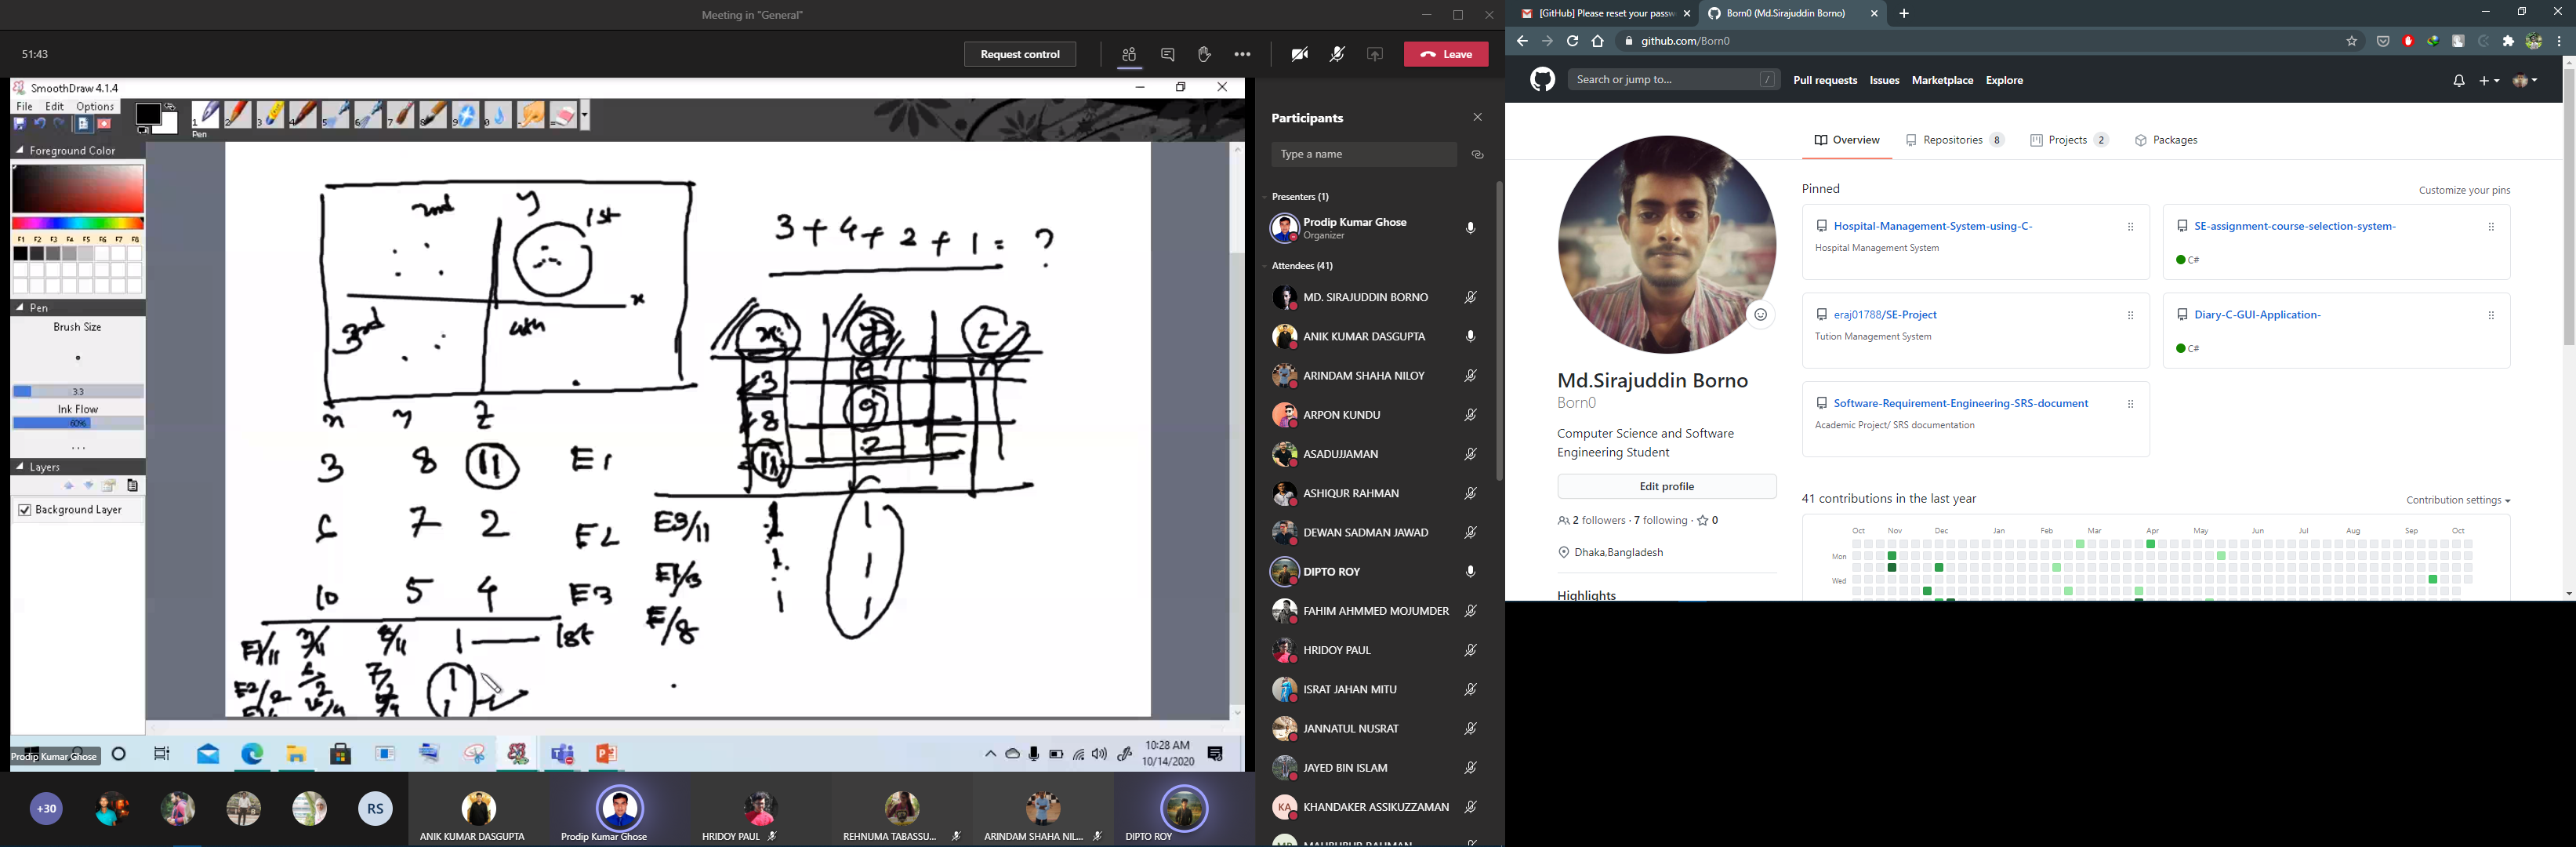 Meeting in "General"
51:43
Request control
Leave
SmoothDraw 4.1.4
File Edit Options
Pen
Foreground Color
F1 F2 F3 F4 F5 F6 F7 F8
Pen
Brush Size
3.3
Ink Flow
60%
...
Layers
Background Layer
2nd y 1st
x
3rd 4th
3 + 4 + 2 + 1 = ?
x y z
3 8 11 E1
7 2 E2
10 5 4 E3
E3/11
E1/3
E/8
E1/11 3/11 8/11 1 1st
E2/2 7/2 1
Prodip Kumar Ghose
10:28 AM
10/14/2020
+30
RS
ANIK KUMAR DASGUPTA
Prodip Kumar Ghose
HRIDOY PAUL
REHNUMA TABASSU...
ARINDAM SHAHA NIL...
DIPTO ROY
Participants
Type a name
Presenters (1)
Prodip Kumar Ghose
Organizer
Attendees (41)
MD. SIRAJUDDIN BORNO
ANIK KUMAR DASGUPTA
ARINDAM SHAHA NILOY
ARPON KUNDU
ASADUJJAMAN
ASHIQUR RAHMAN
DEWAN SADMAN JAWAD
DIPTO ROY
FAHIM AHMMED MOJUMDER
HRIDOY PAUL
ISRAT JAHAN MITU
JANNATUL NUSRAT
JAYED BIN ISLAM
KA KHANDAKER ASSIKUZZAMAN
[GitHub] Please reset your passw
Born0 (Md.Sirajuddin Borno)
github.com/Born0
Search or jump to... /
Pull requests Issues Marketplace Explore
Overview Repositories 8 Projects 2 Packages
Pinned
Customize your pins
Hospital-Management-System-using-C-
Hospital Management System
SE-assignment-course-selection-system-
C#
eraj01788/SE-Project
Tution Management System
Diary-C-GUI-Application-
C#
Software-Requirement-Engineering-SRS-document
Academic Project/ SRS documentation
Md.Sirajuddin Borno
Born0
Computer Science and Software
Engineering Student
Edit profile
2 followers · 7 following · 0
Dhaka,Bangladesh
Highlights
41 contributions in the last year
Contribution settings
Oct Nov Dec Jan Feb Mar Apr May Jun Jul Aug Sep Oct
Mon
Wed